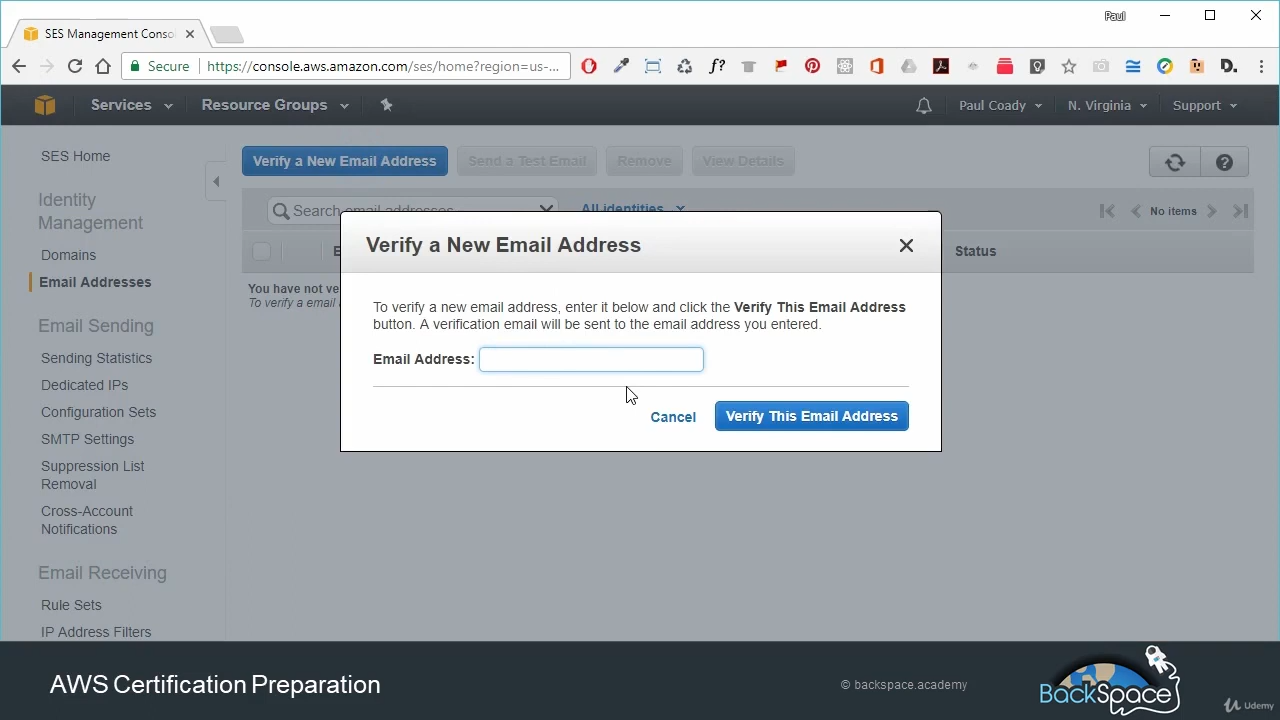 Paul
SES Management Conso
Secure https://console.aws.amazon.com/ses/home?region=us-...
Services Resource Groups Paul Coady N. Virginia Support
SES Home
Identity
Management
Domains
Email Addresses
Email Sending
Sending Statistics
Dedicated IPs
Configuration Sets
SMTP Settings
Suppression List
Removal
Cross-Account
Notifications
Email Receiving
Rule Sets
IP Address Filters
Verify a New Email Address Send a Test Email Remove View Details
Search email addresses All identities No items
E Status
You have not ve
To verify a email
Verify a New Email Address
To verify a new email address, enter it below and click the Verify This Email Address
button. A verification email will be sent to the email address you entered.
Email Address:
Cancel Verify This Email Address
AWS Certification Preparation
© backspace.academy
BackSpace
Udemy